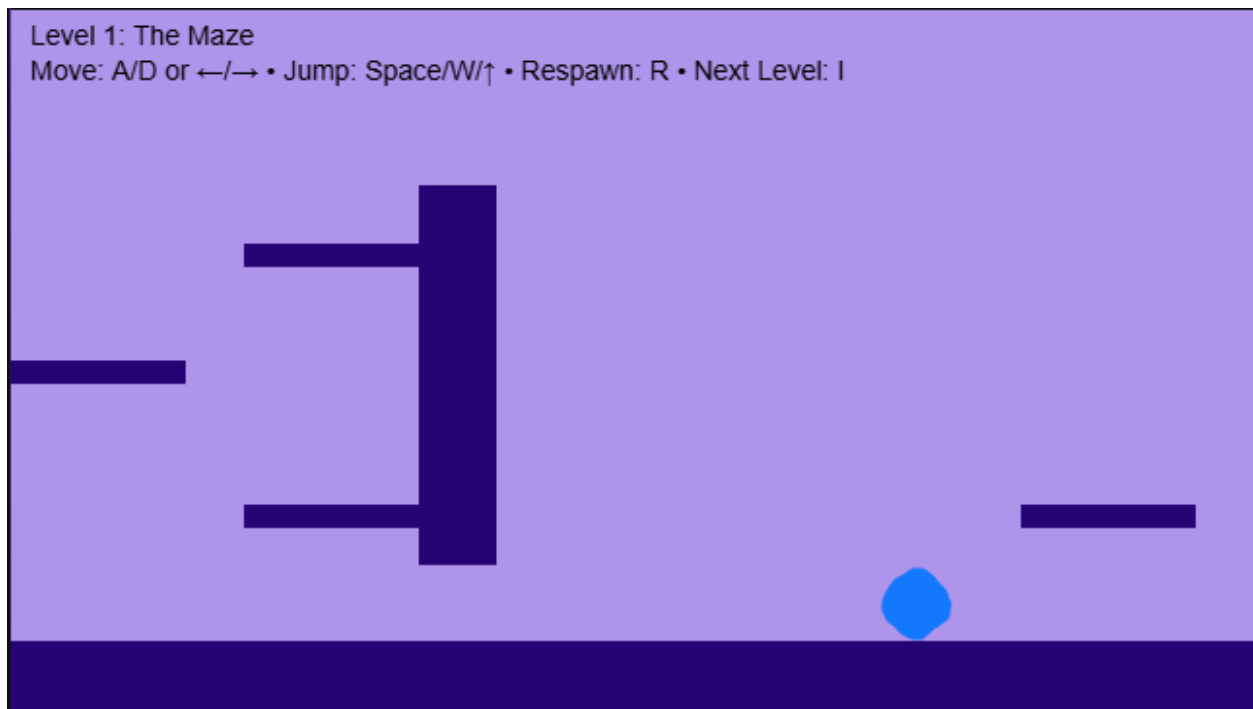 Level 1: The Maze
Move: A/D or ←/→ • Jump: Space/W/↑ • Respawn: R • Next Level: I